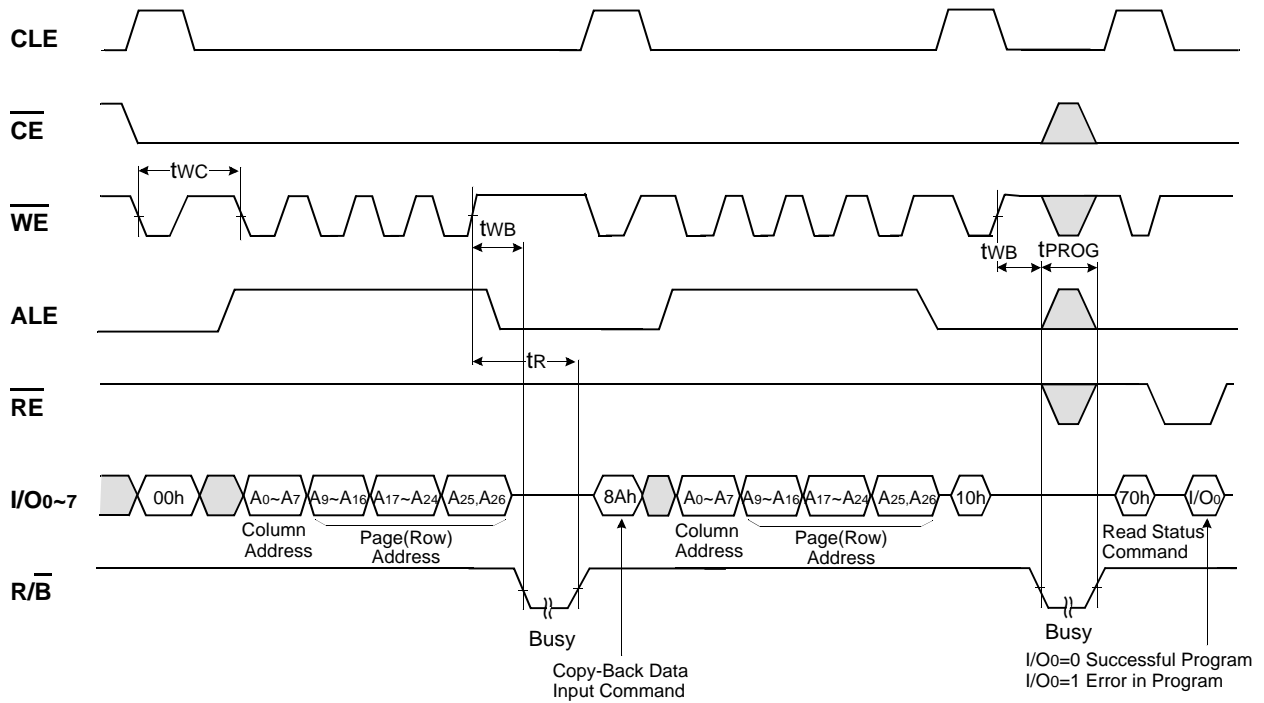 CLE
CE
tWC
WE
tWB
tWB
tPROG
ALE
tR
RE
I/O0~7
00h
A0~A7
A9~A16
A17~A24
A25,A26
8Ah
A0~A7
A9~A16
A17~A24
A25,A26
10h
70h
I/O0
Column
Address
Page(Row)
Address
Column
Address
Page(Row)
Address
Read Status
Command
R/B
Busy
Busy
Copy-Back Data
Input Command
I/O0=0 Successful Program
I/O0=1 Error in Program